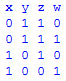 x y z w
0 1 1 0
0 1 1 1
1 0 1 0
1 0 0 1